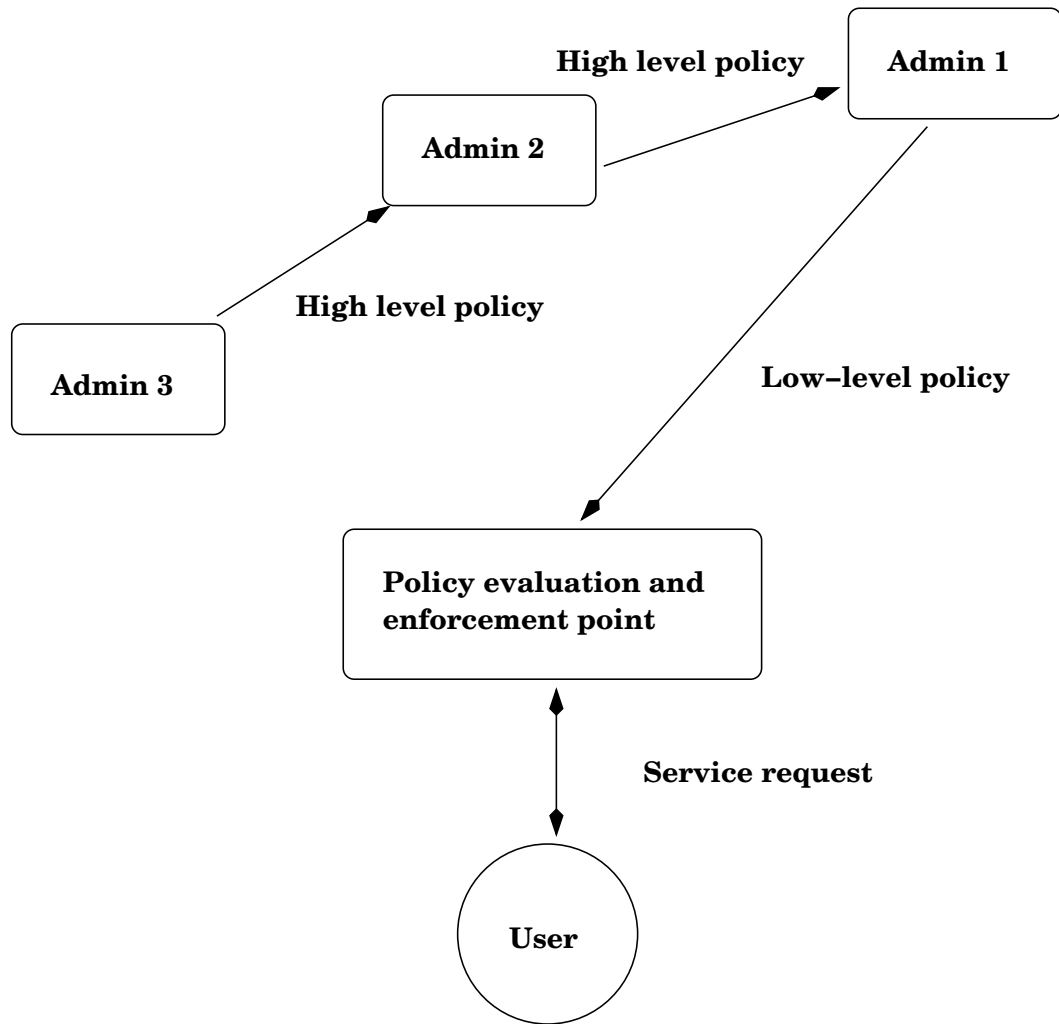 High level policy
Admin 1
Admin 2
High level policy
Admin 3
Low–level policy
Policy evaluation and
enforcement point
Service request
User